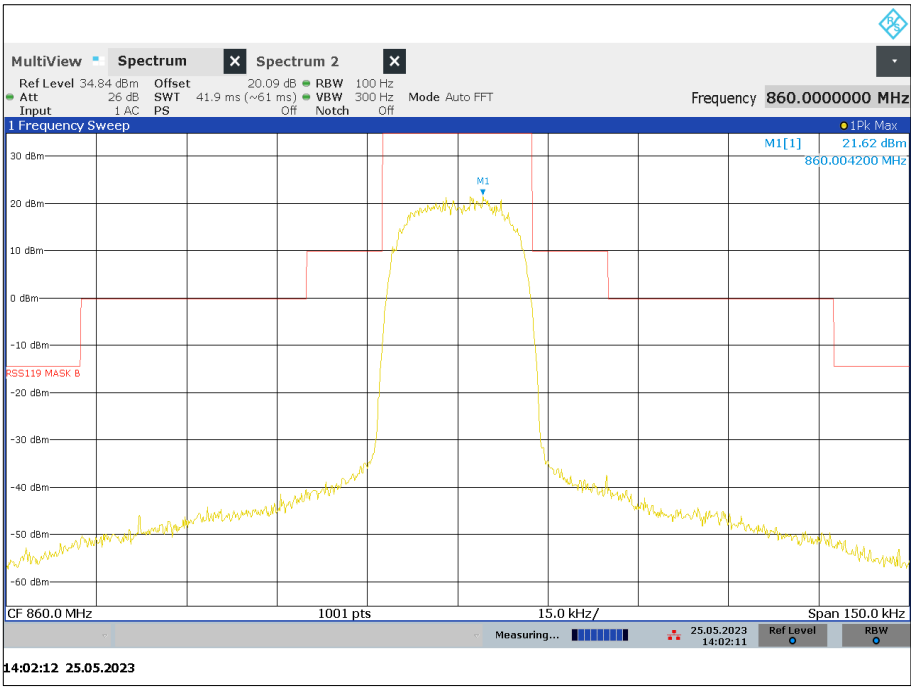 R S
MultiView Spectrum X Spectrum 2 X
Ref Level 34.84 dBm Offset 20.09 dB RBW 100 Hz
Att 26 dB SWT 41.9 ms (~61 ms) VBW 300 Hz Mode Auto FFT
Input 1 AC PS Off Notch Off
Frequency 860.0000000 MHz
1 Frequency Sweep 1Pk Max
M1[1] 21.62 dBm
860.004200 MHz
30 dBm
M1
20 dBm
10 dBm
0 dBm
-10 dBm
RSS119 MASK B
-20 dBm
-30 dBm
-40 dBm
-50 dBm
-60 dBm
CF 860.0 MHz 1001 pts 15.0 kHz/ Span 150.0 kHz
Measuring... 25.05.2023 Ref Level RBW
14:02:11
14:02:12 25.05.2023